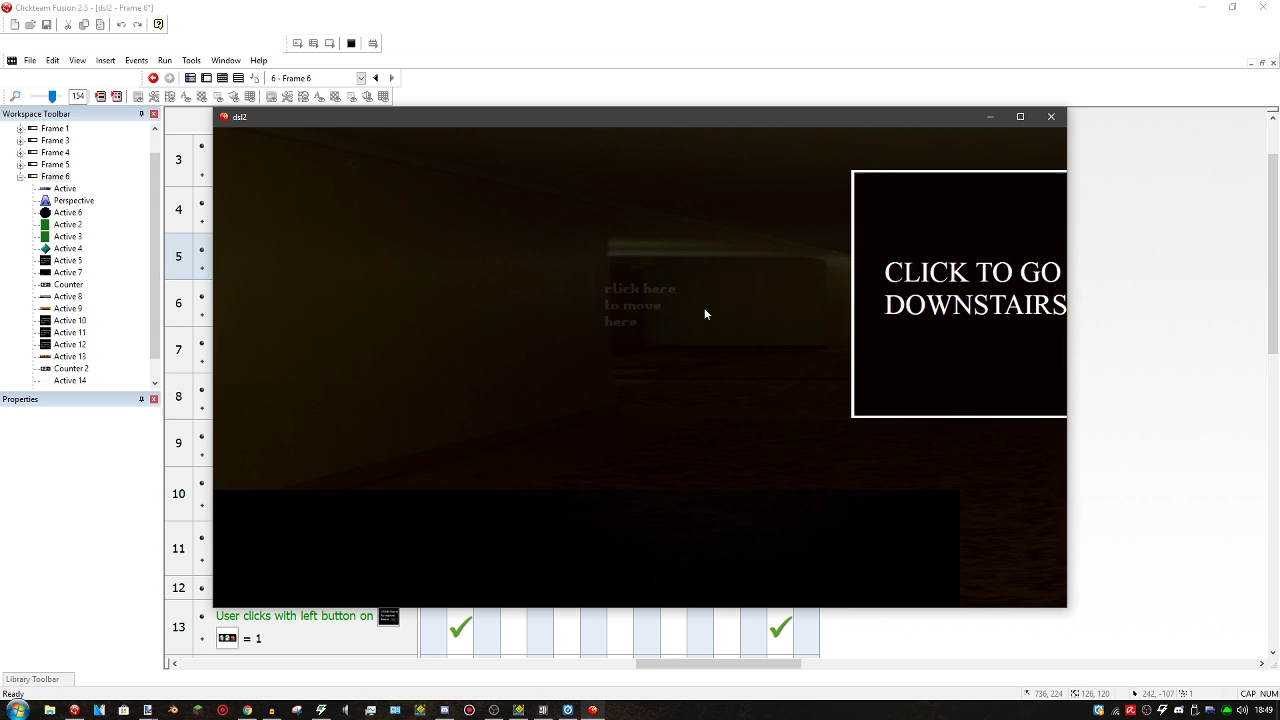 Clickteam Fusion 2.5 - [dsl2 - Frame 6*]
File Edit View Insert Events Run Tools Window Help
6 - Frame 6
154
Workspace Toolbar
Frame 1
Frame 3
Frame 4
Frame 5
Frame 6
Active
Perspective
Active 6
Active 2
Active 3
Active 4
Active 5
Active 7
Counter
Active 8
Active 9
Active 10
Active 11
Active 12
Active 13
Counter 2
Active 14
Properties
3
4
5
6
7
8
9
10
11
12
13
dsl2
click here
to move
here
CLICK TO GO
DOWNSTAIRS
User clicks with left button on
= 1
Library Toolbar
Ready
736, 224
126, 120
242, -107
1
CAP NUM
18:49